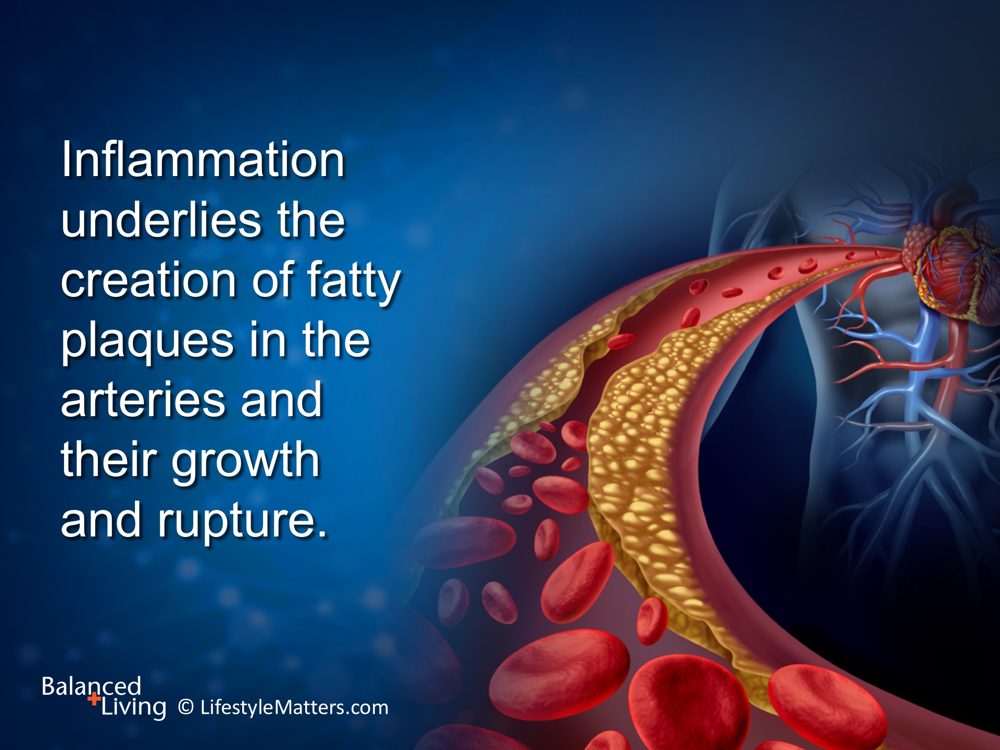 Inflammation
underlies the
creation of fatty
plaques in the
arteries and
their growth
and rupture.
Balanced
Living © LifestyleMatters.com